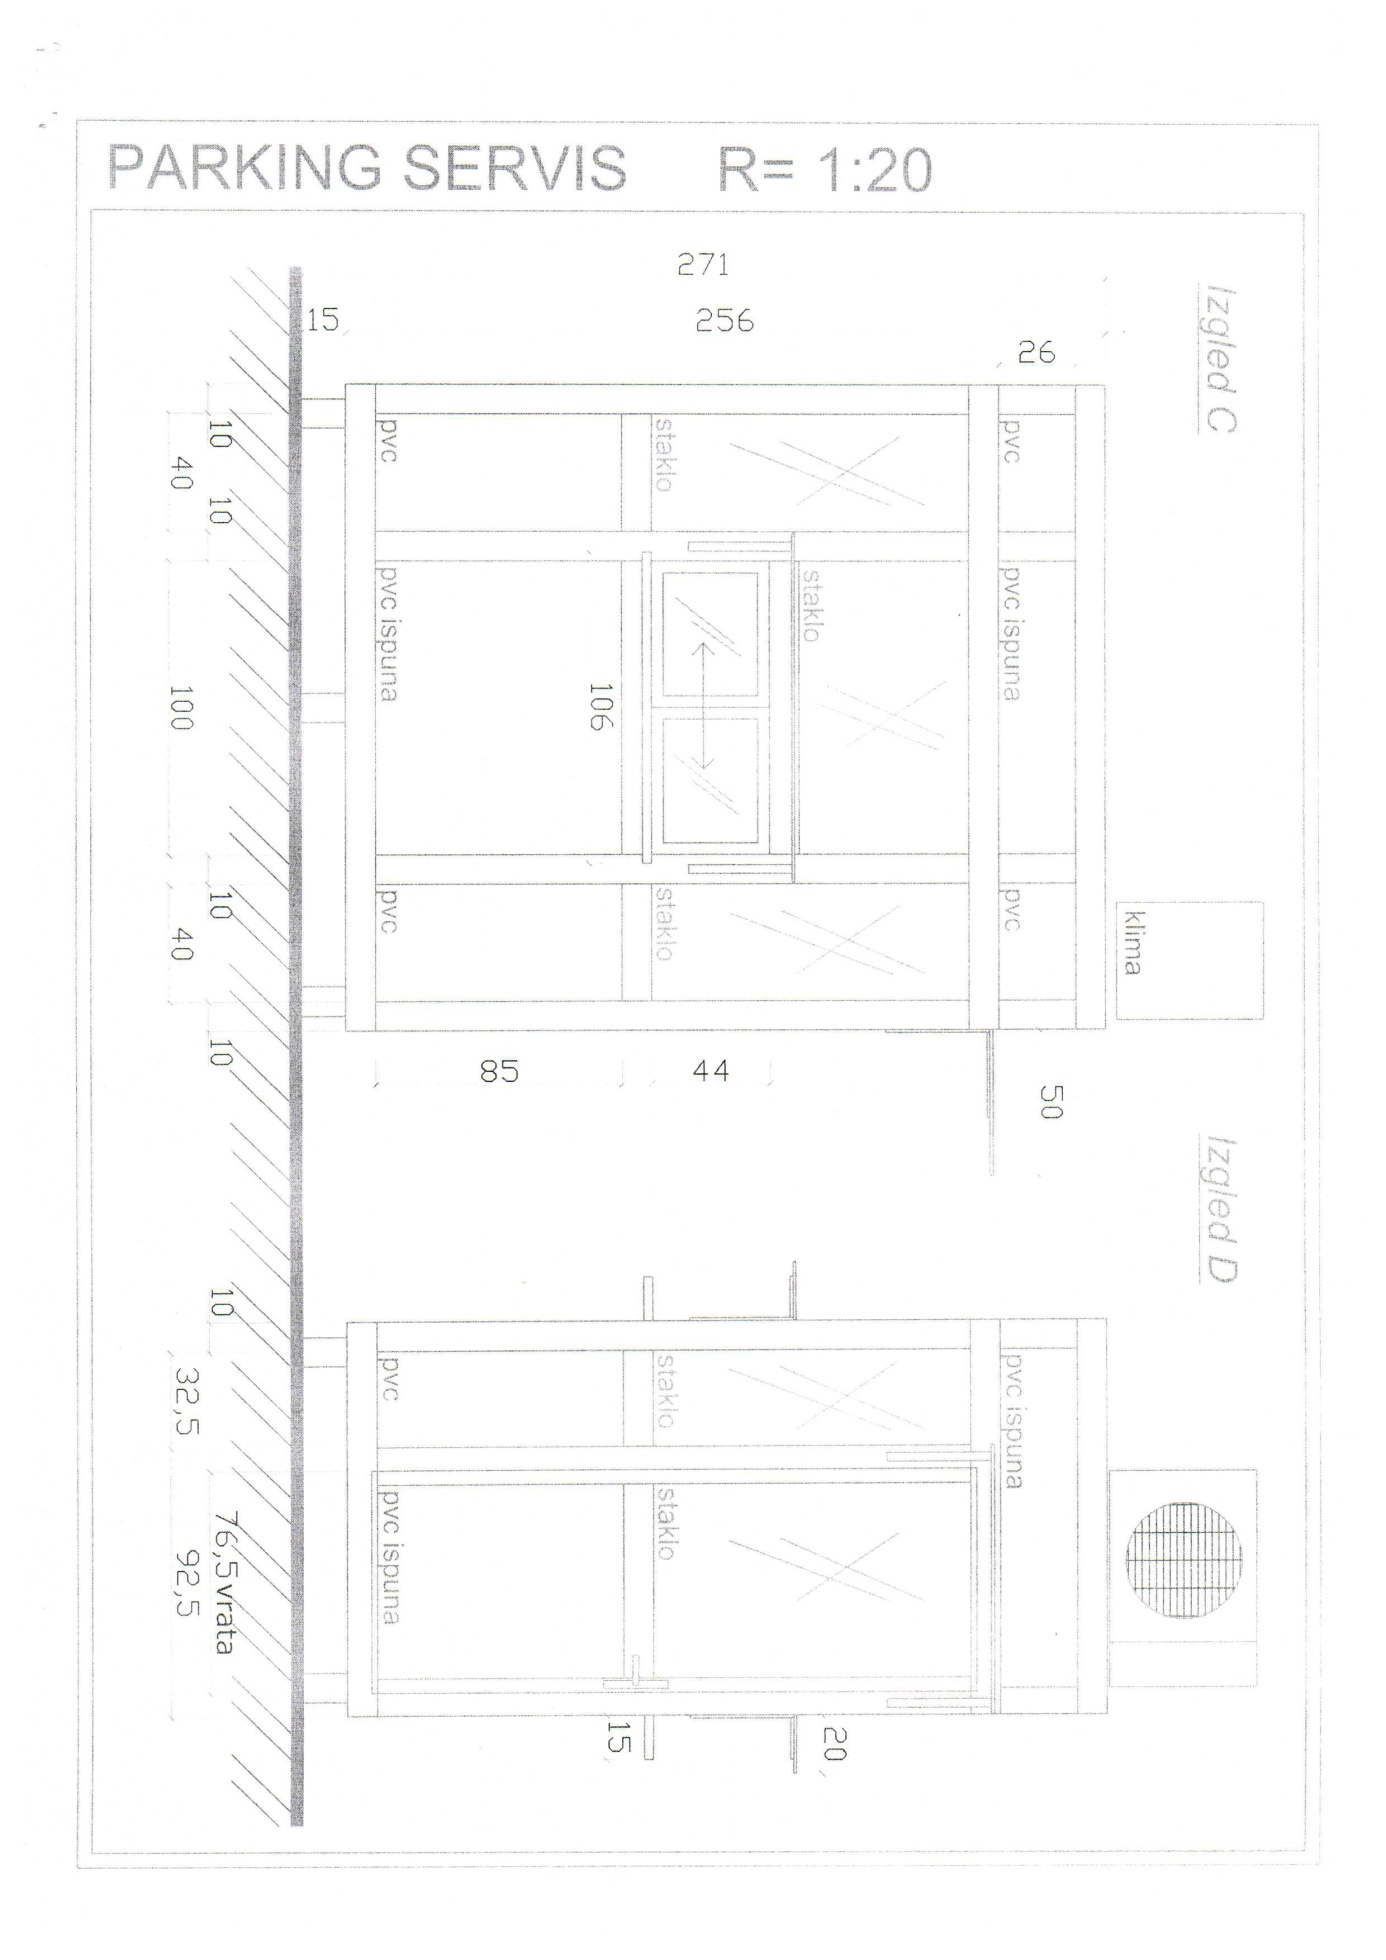 PARKING SERVIS R= 1:20
Izgled C
271
256
15
26
pvc
staklo
pvc
pvc ispuna
staklo
pvc ispuna
106
pvc
staklo
pvc
klima
10
40
10
100
10
40
10
85
44
50
Izgled D
pvc
staklo
pvc ispuna
pvc ispuna
staklo
10
32,5
76,5vrata
92,5
15
20